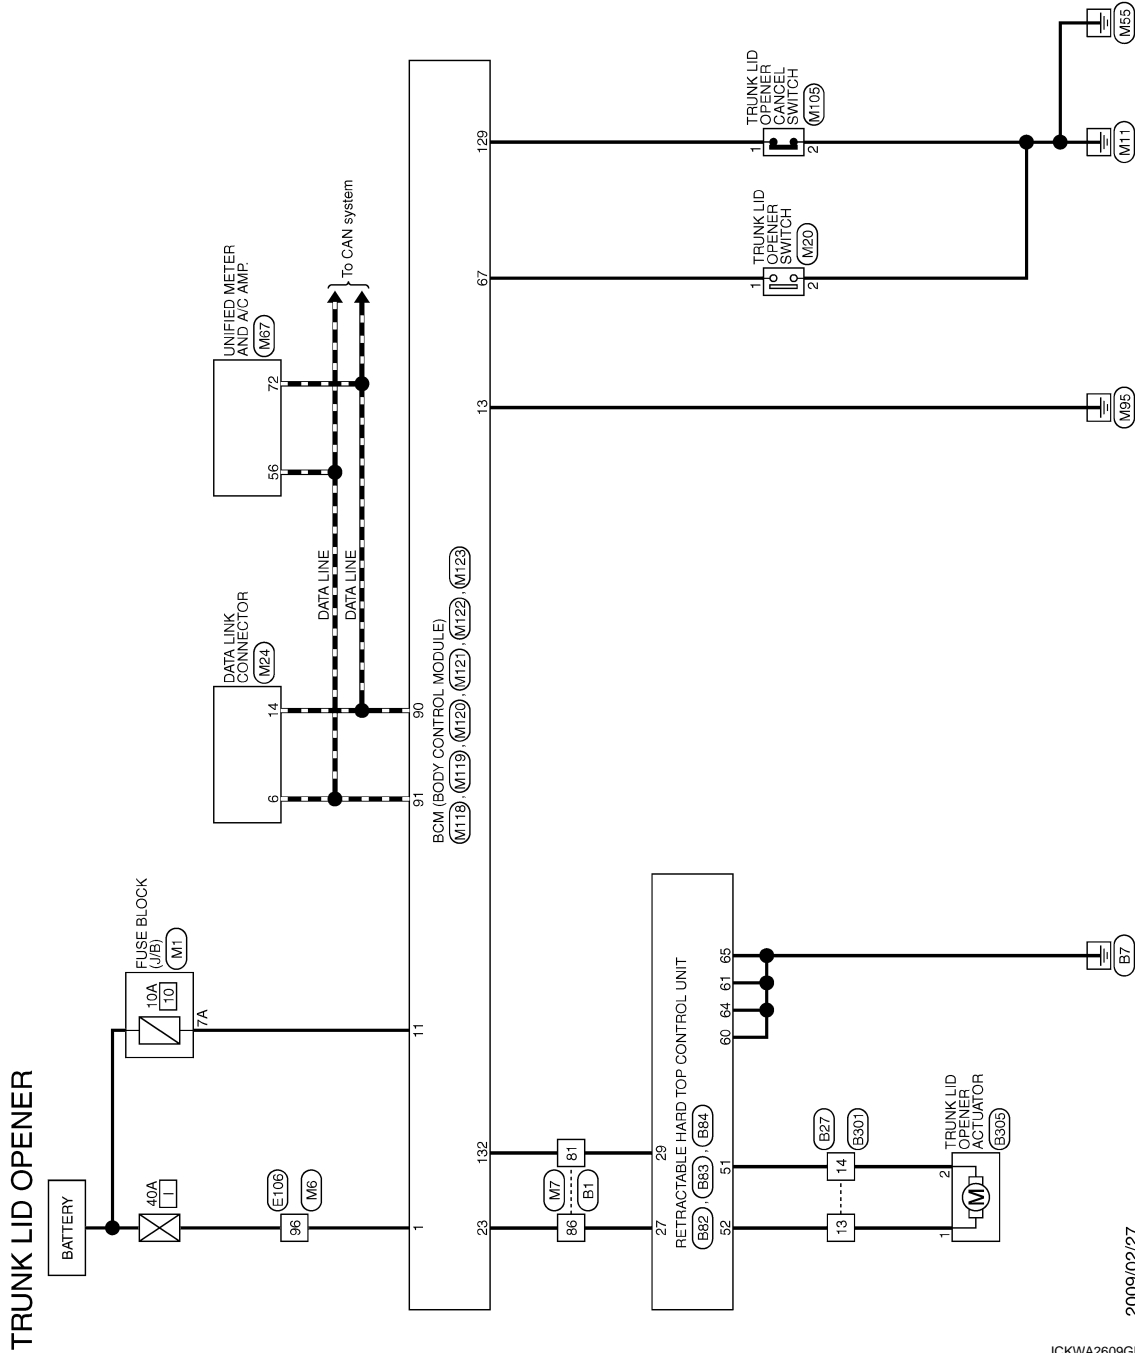 TRUNK LID OPENER
BATTERY
40A
I
E106
96
M6
FUSE BLOCK
(J/B)
M1
10A
10
7A
DATA LINK
CONNECTOR
M24
6
14
UNIFIED METER
AND A/C AMP.
M67
56
72
DATA LINE
DATA LINE
To CAN system
1
11
91
90
BCM (BODY CONTROL MODULE)
M118 , M119 , M120 , M121 , M122 , M123
23
132
13
67
129
86
81
M7
B1
27
29
RETRACTABLE HARD TOP CONTROL UNIT
B82 , B83 , B84
52
51
60
64
61
65
13
14
B27
B301
1
2
M
TRUNK LID
OPENER
ACTUATOR
B305
TRUNK LID
OPENER
SWITCH
M20
1
2
TRUNK LID
OPENER
CANCEL
SWITCH
M105
1
2
B7
M95
M11
M55
2009/02/27